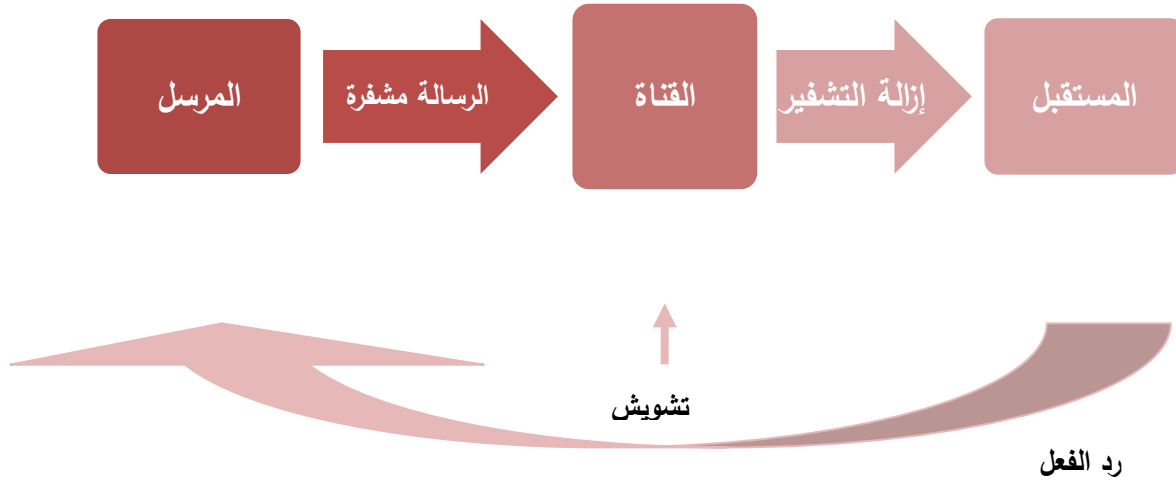 المرسل
الرسالة مشفرة
القناة
إزالة التشفير
المستقبل
تشويش
رد الفعل